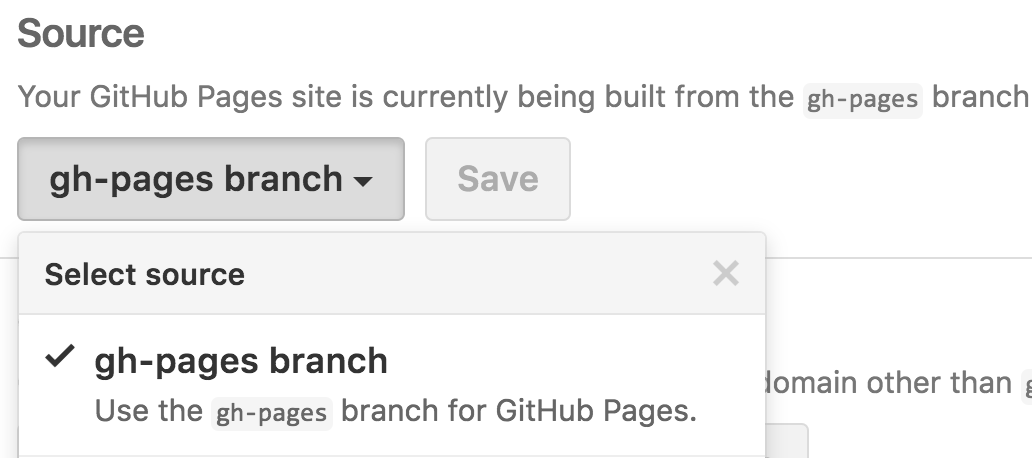 Source
Your GitHub Pages site is currently being built from the gh-pages branch
gh-pages branch
Save
Select source
gh-pages branch
Use the gh-pages branch for GitHub Pages.
domain other than